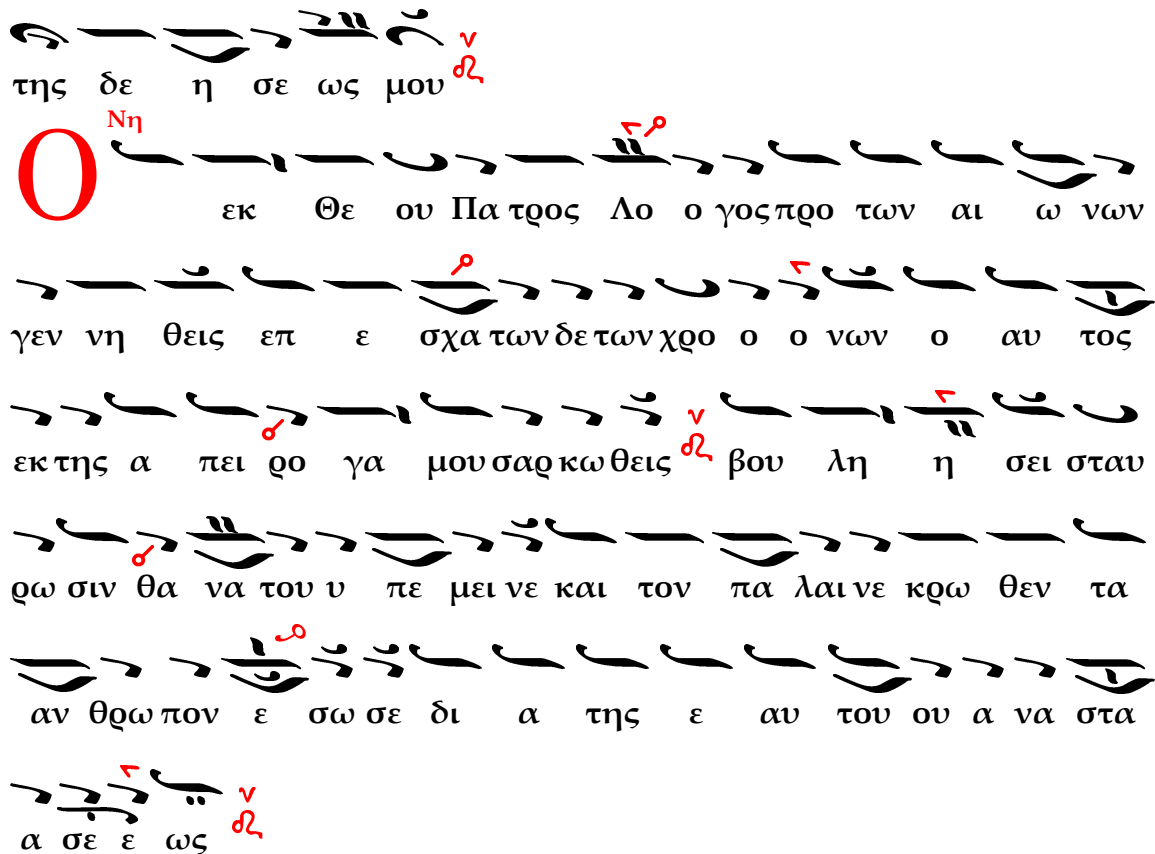 της δε η σε ως μου
Νη
Ο εκ Θε ου Πα τρος Λο ο γος προ των αι ω νων
γεν νη θεις επ ε σχα των δε των χρο ο ο νων ο αυ τος
εκ της α πει ρο γα μου σαρ κω θεις βου λη η σει σταυ
ρω σιν θα να του υ πε μει νε και τον πα λαι νε κρω θεν τα
αν θρω πον ε σω σε δι α της ε αυ του ου α να στα
α σε ε ως